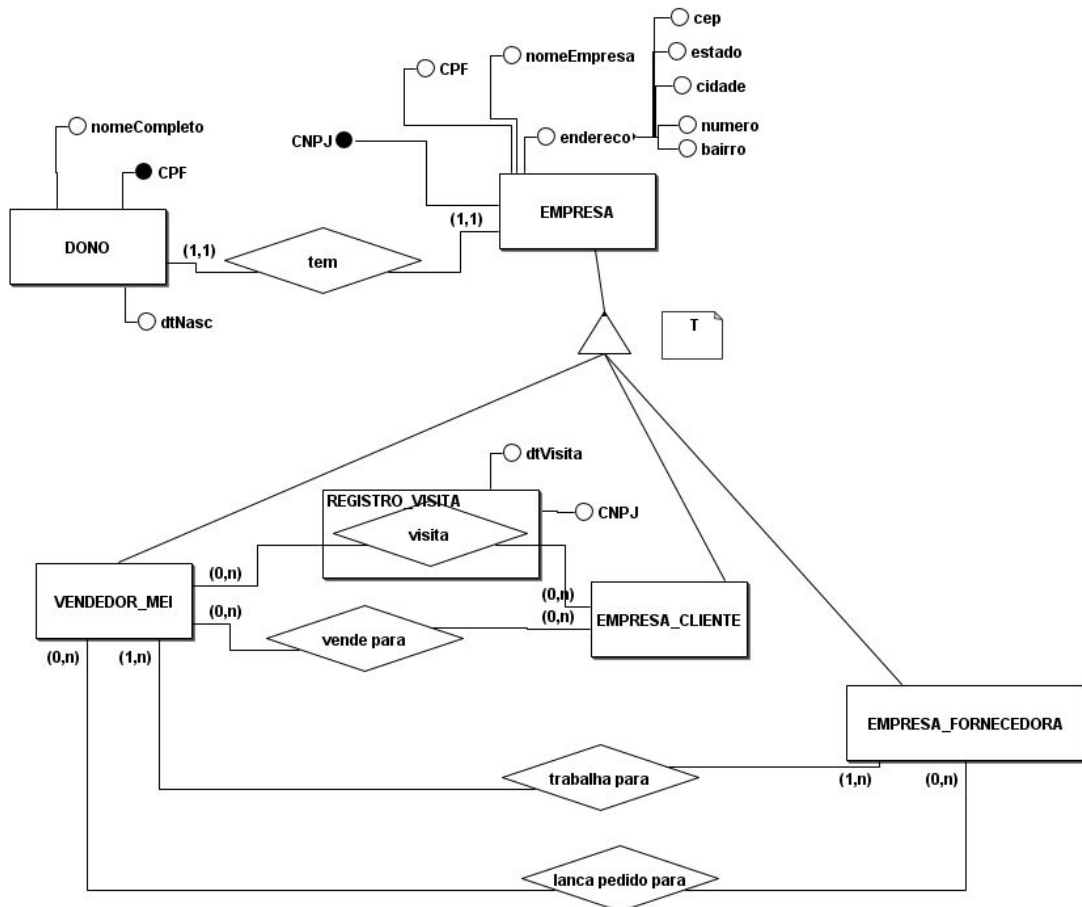 cep
estado
nomeEmpresa
CPF
cidade
nomeCompleto
numero
CNPJ
endereco
bairro
CPF
EMPRESA
(1,1)
DONO
(1,1)
tem
dtNasc
T
dtVisita
REGISTRO_VISITA
CNPJ
visita
(0,n)
VENDEDOR_MEI
(0,n)
(0,n)
(0,n)
EMPRESA_CLIENTE
vende para
(0,n)
(1,n)
EMPRESA_FORNECEDORA
trabalha para
(1,n)
(0,n)
lanca pedido para